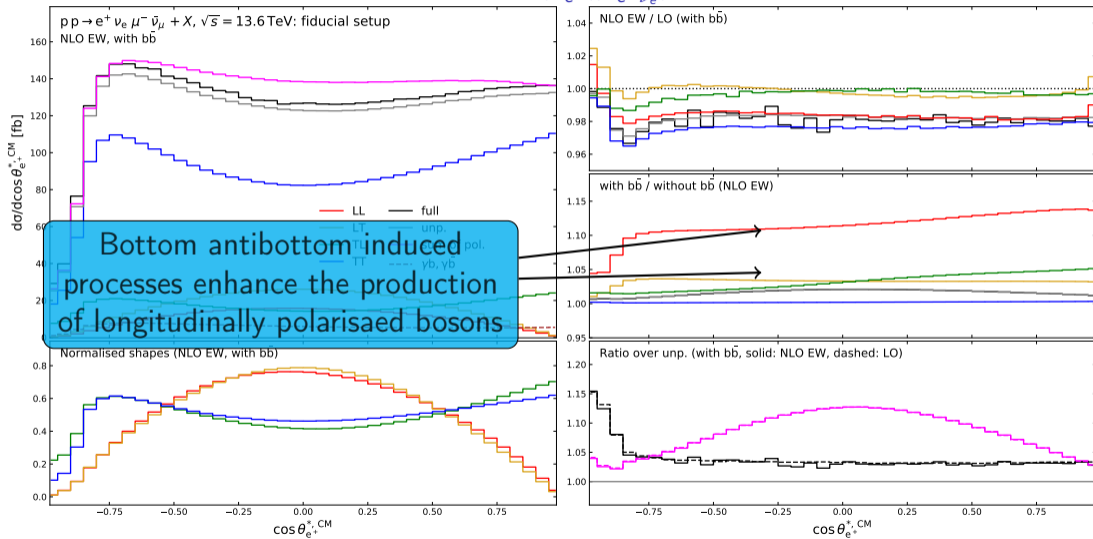 pp→e⁺ νₑ μ⁻ ν̄_μ + X, √s = 13.6 TeV: fiducial setup
NLO EW, with bb̄
dσ/dcosθ*,CM e⁺ [fb]
160
140
120
100
80
60
40
20
0
LL
LT
TT
full
unp.
pol.
γb, γb̄
Bottom antibottom induced
processes enhance the production
of longitudinally polarisaed bosons
Normalised shapes (NLO EW, with bb̄)
0.8
0.6
0.4
0.2
0.0
−0.75 −0.50 −0.25 0.00 0.25 0.50 0.75
cosθ*,CM e⁺
NLO EW / LO (with bb̄)
1.04
1.02
1.00
0.98
0.96
with bb̄ / without bb̄ (NLO EW)
1.15
1.10
1.05
1.00
0.95
Ratio over unp. (with bb̄, solid: NLO EW, dashed: LO)
1.20
1.15
1.10
1.05
1.00
−0.75 −0.50 −0.25 0.00 0.25 0.50 0.75
cosθ*,CM e⁺